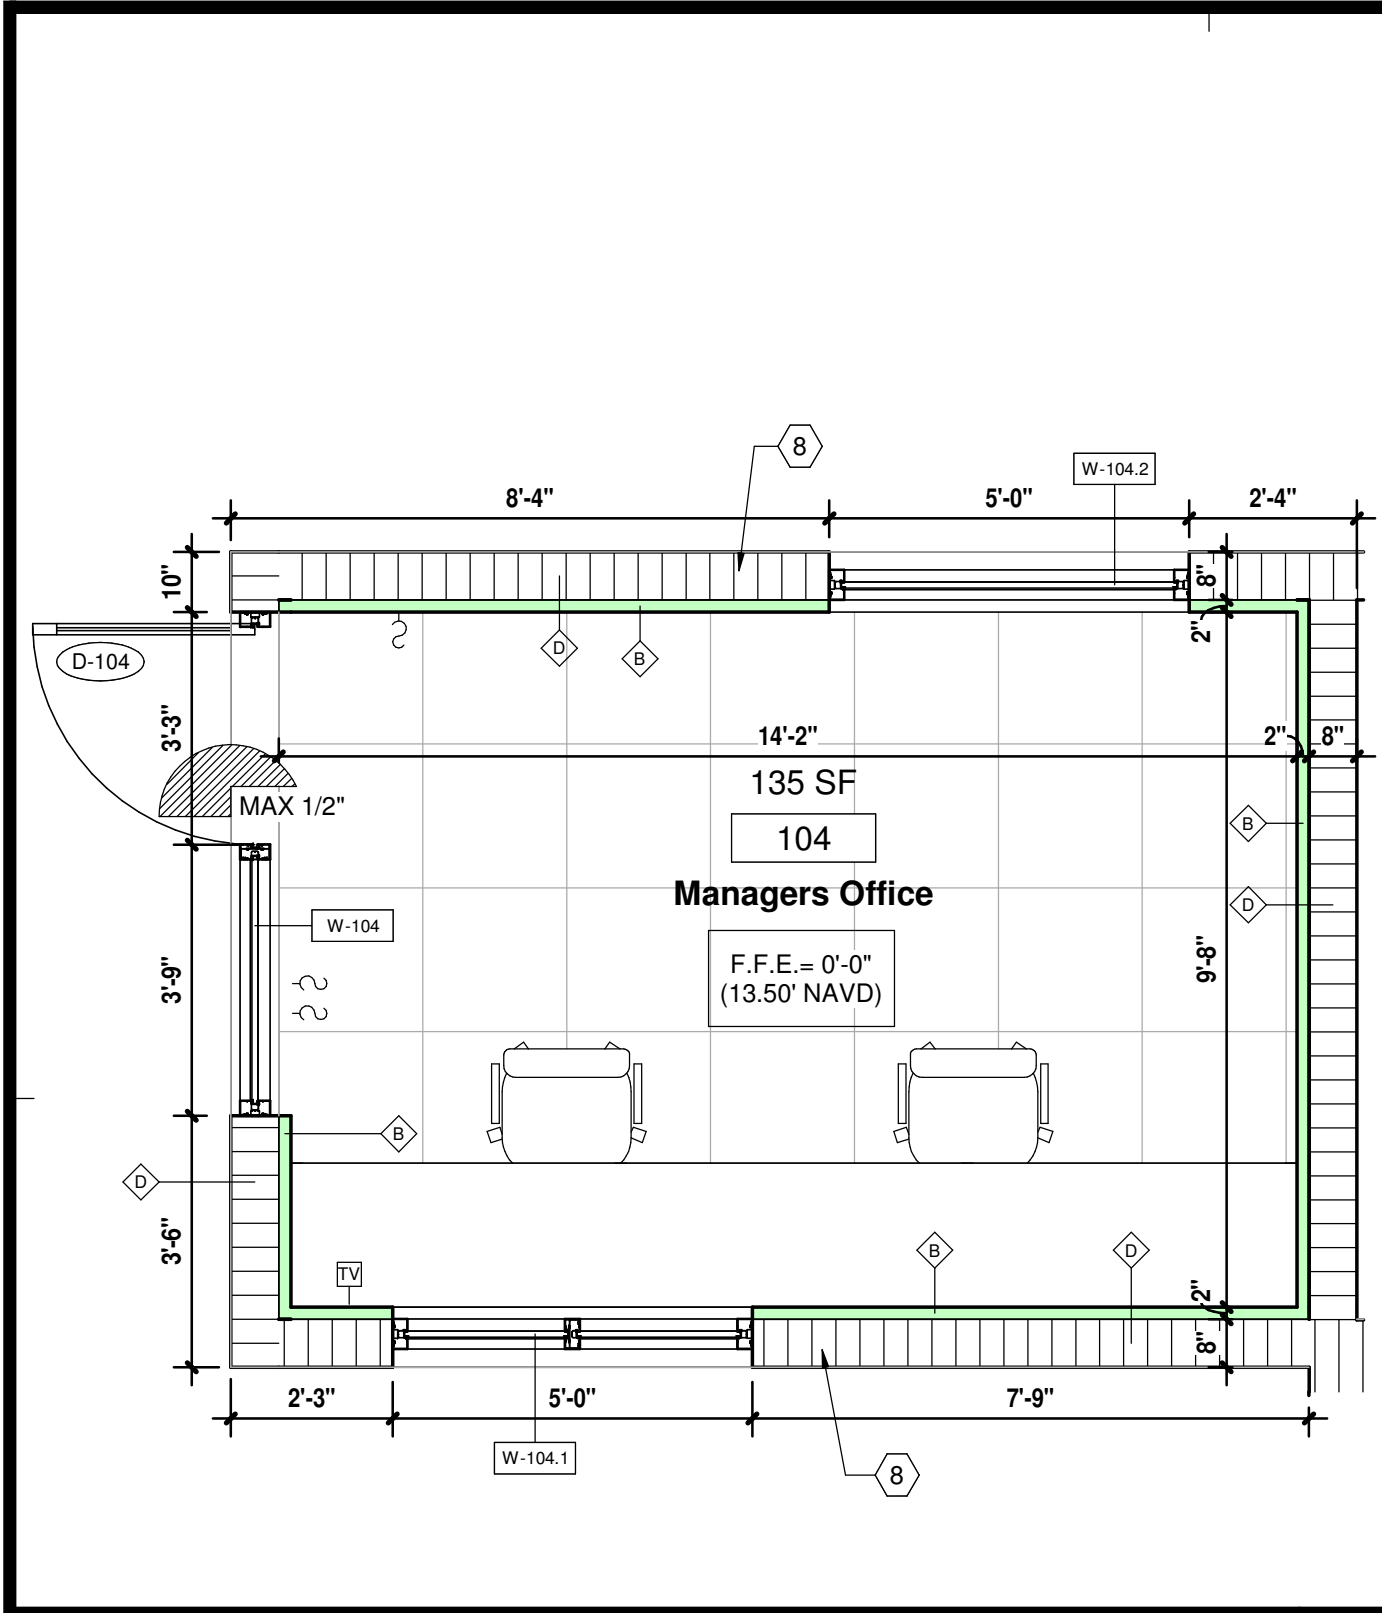 8
W-104.2
8'-4"
5'-0"
2'-4"
10"
8"
2"
D-104
D
B
3'-3"
14'-2"
2"
8"
135 SF
MAX 1/2"
104
B
Managers Office
D
W-104
F.F.E.= 0'-0"
(13.50' NAVD)
9'-8"
3'-9"
B
D
3'-6"
B
D
TV
2"
8"
2'-3"
5'-0"
7'-9"
W-104.1
8